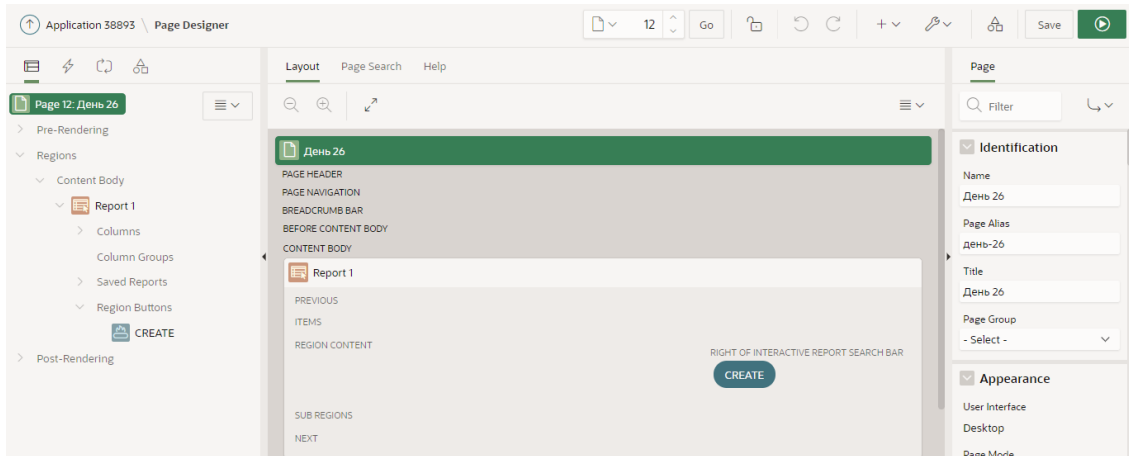 Application 38893 \ Page Designer
12
Go
Save
Layout
Page Search
Help
Page
Page 12: День 26
Pre-Rendering
Regions
Content Body
Report 1
Columns
Column Groups
Saved Reports
Region Buttons
CREATE
Post-Rendering
День 26
PAGE HEADER
PAGE NAVIGATION
BREADCRUMB BAR
BEFORE CONTENT BODY
CONTENT BODY
Report 1
PREVIOUS
ITEMS
REGION CONTENT
RIGHT OF INTERACTIVE REPORT SEARCH BAR
CREATE
SUB REGIONS
NEXT
Filter
Identification
Name
День 26
Page Alias
день-26
Title
День 26
Page Group
- Select -
Appearance
User Interface
Desktop
Page Mode